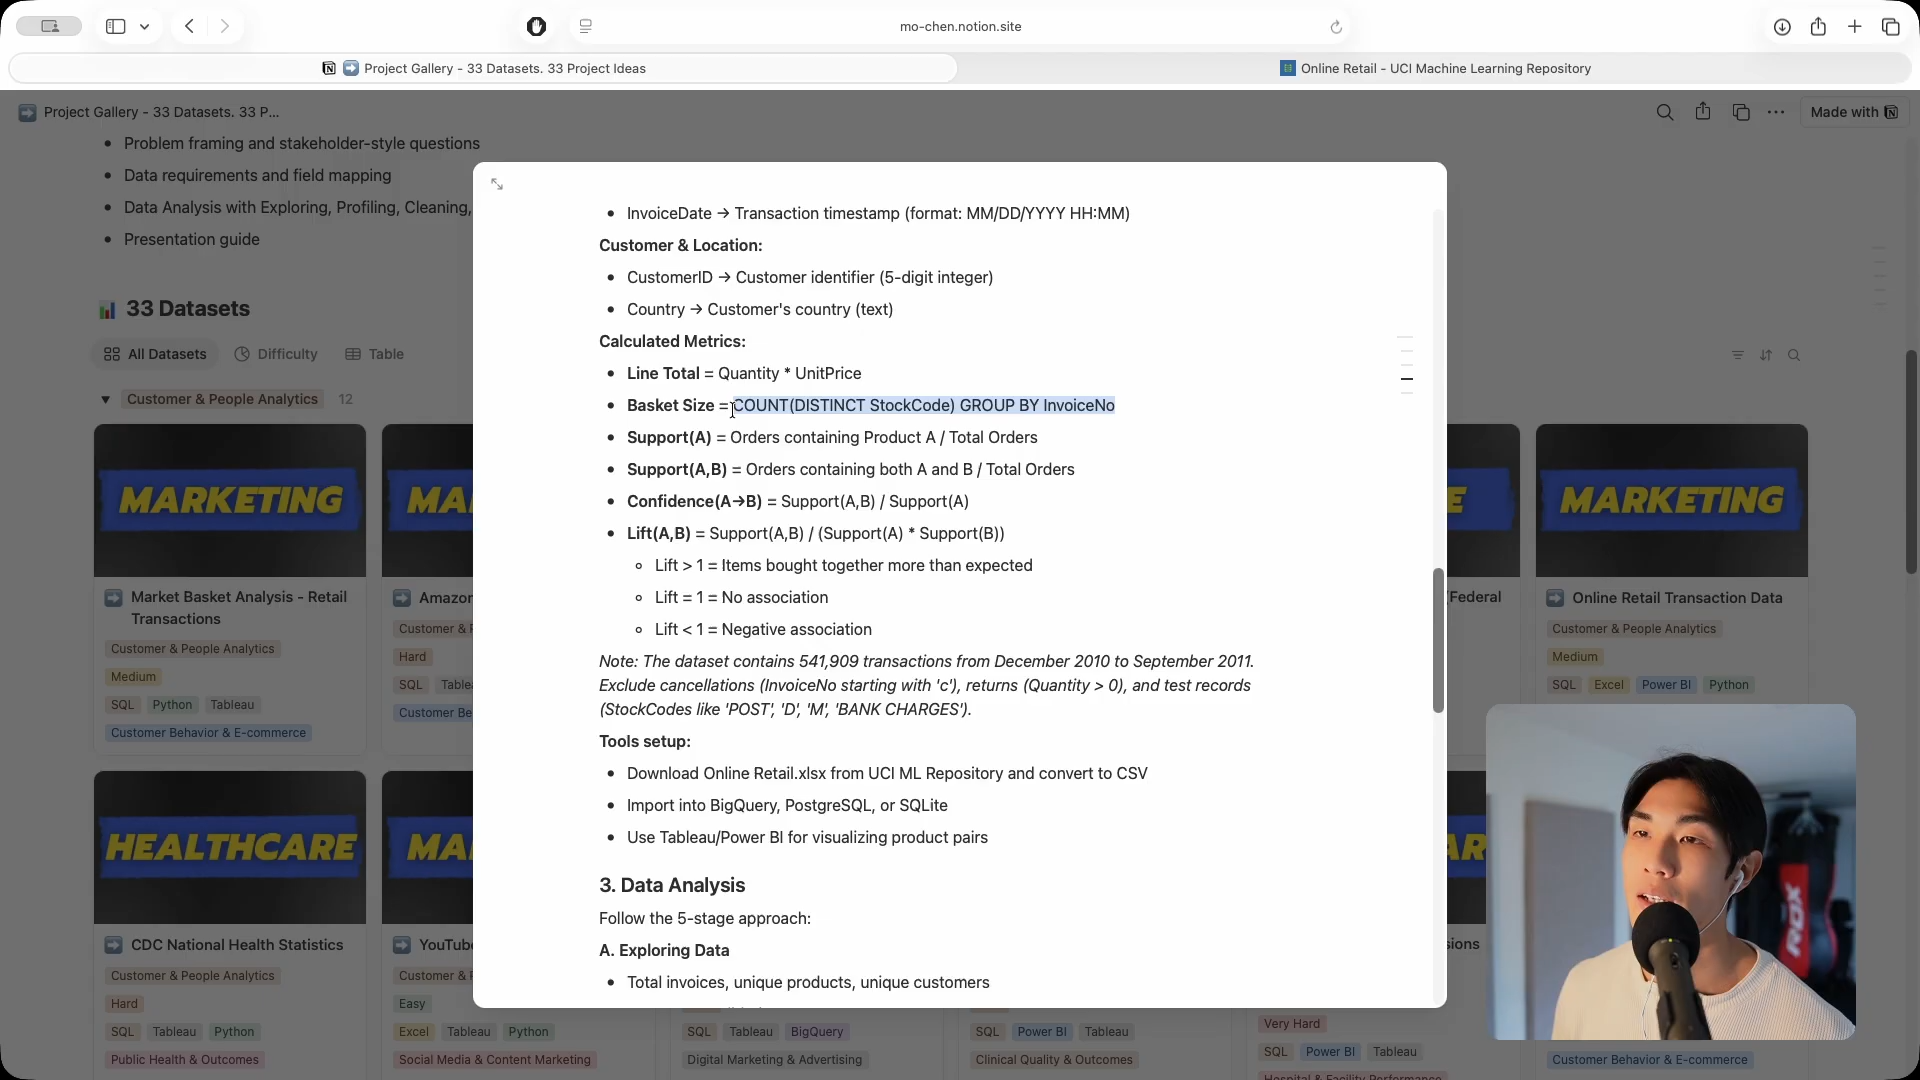 mo-chen.notion.site
Project Gallery - 33 Datasets. 33 Project Ideas
Online Retail - UCI Machine Learning Repository
Project Gallery - 33 Datasets. 33 P...
Made with
• Problem framing and stakeholder-style questions
• Data requirements and field mapping
• Data Analysis with Exploring, Profiling, Cleaning,
• Presentation guide
33 Datasets
All Datasets Difficulty Table
Customer & People Analytics 12
• InvoiceDate → Transaction timestamp (format: MM/DD/YYYY HH:MM)
Customer & Location:
• CustomerID → Customer identifier (5-digit integer)
• Country → Customer's country (text)
Calculated Metrics:
• Line Total = Quantity * UnitPrice
• Basket Size = COUNT(DISTINCT StockCode) GROUP BY InvoiceNo
• Support(A) = Orders containing Product A / Total Orders
• Support(A,B) = Orders containing both A and B / Total Orders
• Confidence(A→B) = Support(A,B) / Support(A)
• Lift(A,B) = Support(A,B) / (Support(A) * Support(B))
◦ Lift > 1 = Items bought together more than expected
◦ Lift = 1 = No association
◦ Lift < 1 = Negative association
Note: The dataset contains 541,909 transactions from December 2010 to September 2011.
Exclude cancellations (InvoiceNo starting with 'c'), returns (Quantity > 0), and test records
(StockCodes like 'POST', 'D', 'M', 'BANK CHARGES').
Tools setup:
• Download Online Retail.xlsx from UCI ML Repository and convert to CSV
• Import into BigQuery, PostgreSQL, or SQLite
• Use Tableau/Power BI for visualizing product pairs
3. Data Analysis
Follow the 5-stage approach:
A. Exploring Data
• Total invoices, unique products, unique customers
MARKETING
Market Basket Analysis - Retail
Transactions
Customer & People Analytics
Medium
SQL Python Tableau
Customer Behavior & E-commerce
MA
Amazon
Customer & P
Hard
SQL Table
Customer Be
E
(Federal
MARKETING
Online Retail Transaction Data
Customer & People Analytics
Medium
SQL Excel Power BI Python
HEALTHCARE
CDC National Health Statistics
Customer & People Analytics
Hard
SQL Tableau Python
Public Health & Outcomes
MA
YouTube
Customer & P
Easy
Excel Tableau Python
Social Media & Content Marketing
SQL Tableau BigQuery
Digital Marketing & Advertising
SQL Power BI Tableau
Clinical Quality & Outcomes
AR
sions
Very Hard
SQL Power BI Tableau
Hospital & Facility Performance
Customer Behavior & E-commerce